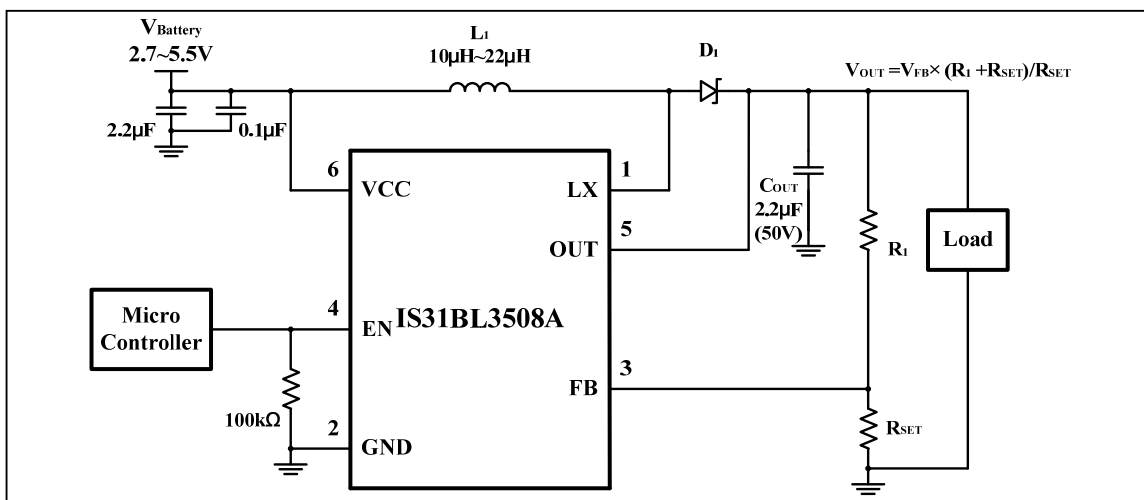 VBattery
2.7~5.5V
2.2µF
0.1µF
L1
10µH~22µH
D1
VOUT =VFB× (R1 +RSET)/RSET
6
VCC
1
LX
COUT
2.2µF
(50V)
5
OUT
R1
Load
Micro
Controller
4
EN
IS31BL3508A
3
FB
100kΩ
2
GND
RSET